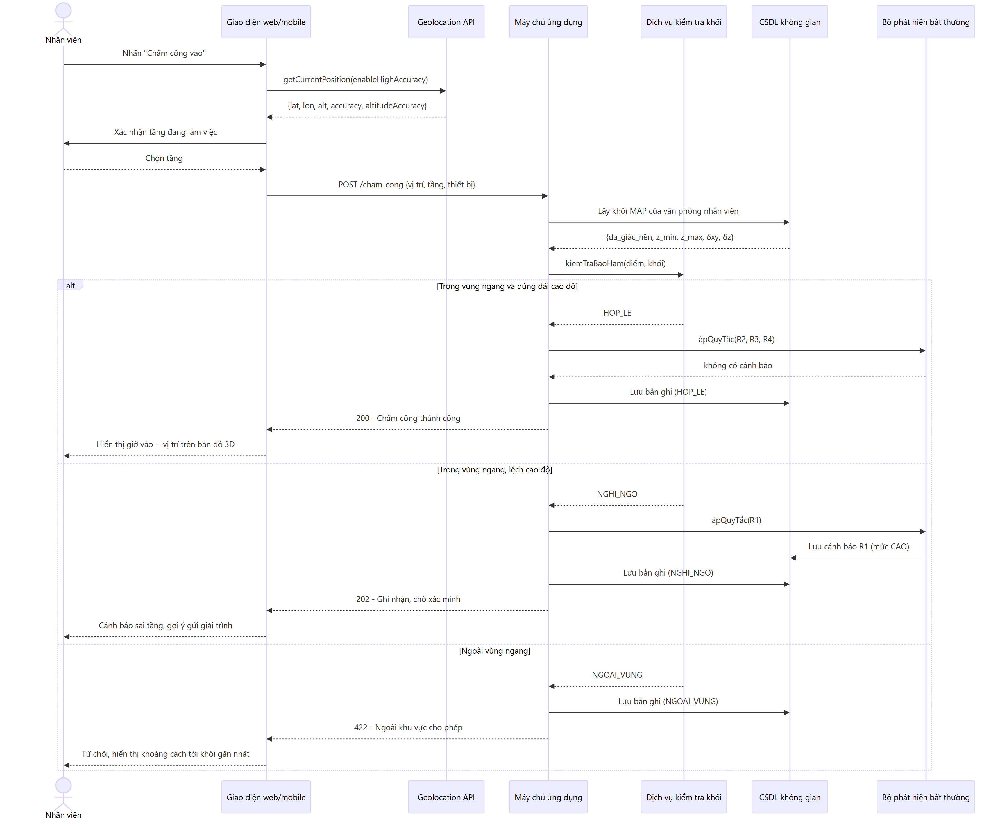 Nhân viên
Giao diện web/mobile
Geolocation API
Máy chủ ứng dụng
Dịch vụ kiểm tra khối
CSDL không gian
Bộ phát hiện bất thường
Nhấn "Chấm công vào"
getCurrentPosition(enableHighAccuracy)
{lat, lon, alt, accuracy, altitudeAccuracy}
Xác nhận tầng đang làm việc
Chọn tầng
POST /cham-cong {vị trí, tầng, thiết bị}
Lấy khối MAP của văn phòng nhân viên
{đa_giác_nền, z_min, z_max, δxy, δz}
kiemTraBaoHam(điểm, khối)
alt
[Trong vùng ngang và đúng dải cao độ]
HOP_LE
ápQuyTắc(R2, R3, R4)
không có cảnh báo
Lưu bản ghi (HOP_LE)
200 - Chấm công thành công
Hiển thị giờ vào + vị trí trên bản đồ 3D
[Trong vùng ngang, lệch cao độ]
NGHI_NGO
ápQuyTắc(R1)
Lưu cảnh báo R1 (mức CAO)
Lưu bản ghi (NGHI_NGO)
202 - Ghi nhận, chờ xác minh
Cảnh báo sai tầng, gợi ý gửi giải trình
[Ngoài vùng ngang]
NGOAI_VUNG
Lưu bản ghi (NGOAI_VUNG)
422 - Ngoài khu vực cho phép
Từ chối, hiển thị khoảng cách tới khối gần nhất
Nhân viên
Giao diện web/mobile
Geolocation API
Máy chủ ứng dụng
Dịch vụ kiểm tra khối
CSDL không gian
Bộ phát hiện bất thường